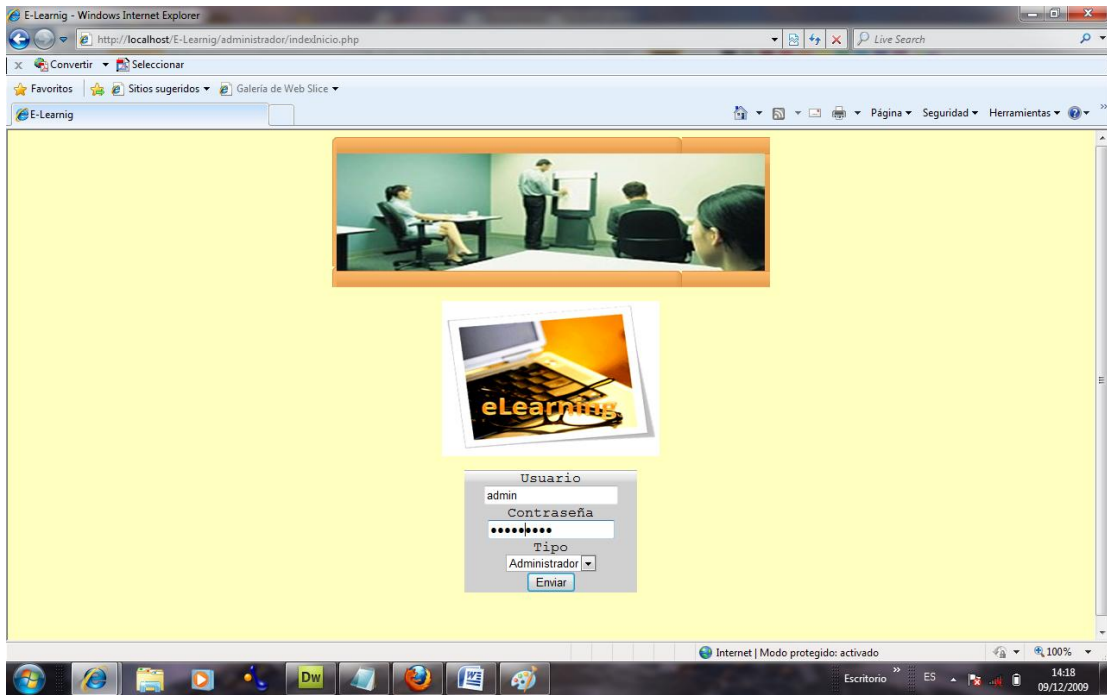 E-Learnig - Windows Internet Explorer
http://localhost/E-Learnig/administrador/indexInicio.php
Live Search
x Convertir Seleccionar
Favoritos Sitios sugeridos Galería de Web Slice
E-Learnig
Página Seguridad Herramientas »
eLearning
Usuario
admin
Contraseña
•••••••••
Tipo
Administrador
Enviar
Internet | Modo protegido: activado
100%
Dw
W
Escritorio » ES
14:18
09/12/2009